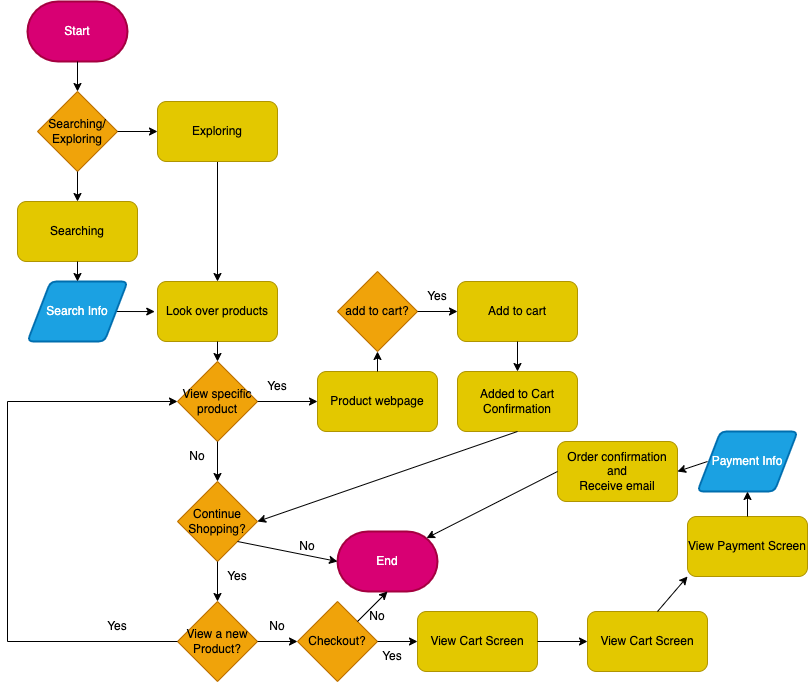 Start
Searching/
Exploring
Exploring
Searching
Search Info
Look over products
add to cart?
Yes
Add to cart
View specific
product
Yes
Product webpage
Added to Cart
Confirmation
No
Order confirmation
and
Receive email
Payment Info
Continue
Shopping?
No
End
View Payment Screen
Yes
Yes
View a new
Product?
No
Checkout?
No
Yes
View Cart Screen
View Cart Screen